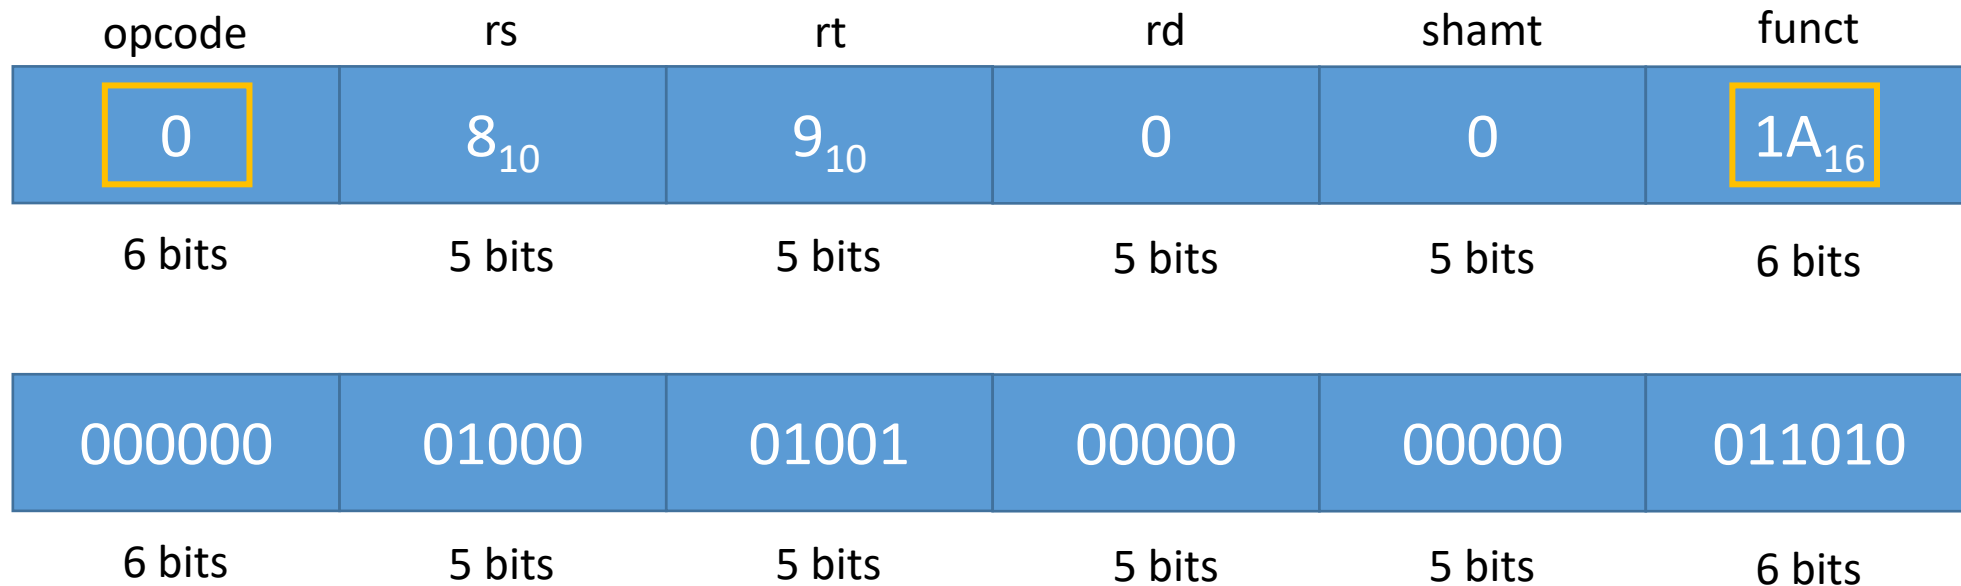 opcode rs rt rd shamt funct
0 8₁₀ 9₁₀ 0 0 1A₁₆
6 bits 5 bits 5 bits 5 bits 5 bits 6 bits
000000 01000 01001 00000 00000 011010
6 bits 5 bits 5 bits 5 bits 5 bits 6 bits